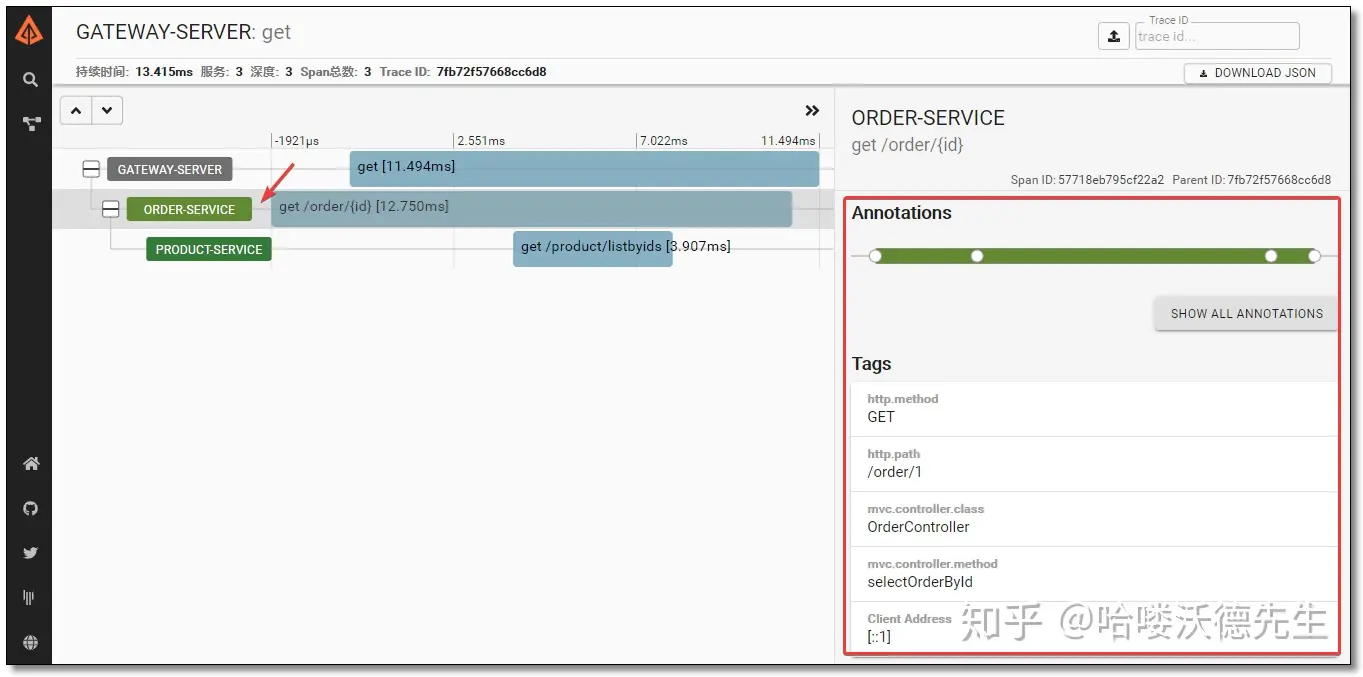 GATEWAY-SERVER: get
Trace ID
trace id...
持续时间: 13.415ms 服务: 3 深度: 3 Span总数: 3 Trace ID: 7fb72f57668cc6d8
DOWNLOAD JSON
-1921μs 2.551ms 7.022ms 11.494ms
GATEWAY-SERVER get [11.494ms]
ORDER-SERVICE get /order/{id} [12.750ms]
PRODUCT-SERVICE get /product/listbyids [3.907ms]
ORDER-SERVICE
get /order/{id}
Span ID: 57718eb795cf22a2 Parent ID: 7fb72f57668cc6d8
Annotations
SHOW ALL ANNOTATIONS
Tags
http.method
GET
http.path
/order/1
mvc.controller.class
OrderController
mvc.controller.method
selectOrderById
Client Address
[::1]
知乎 @哈喽沃德先生